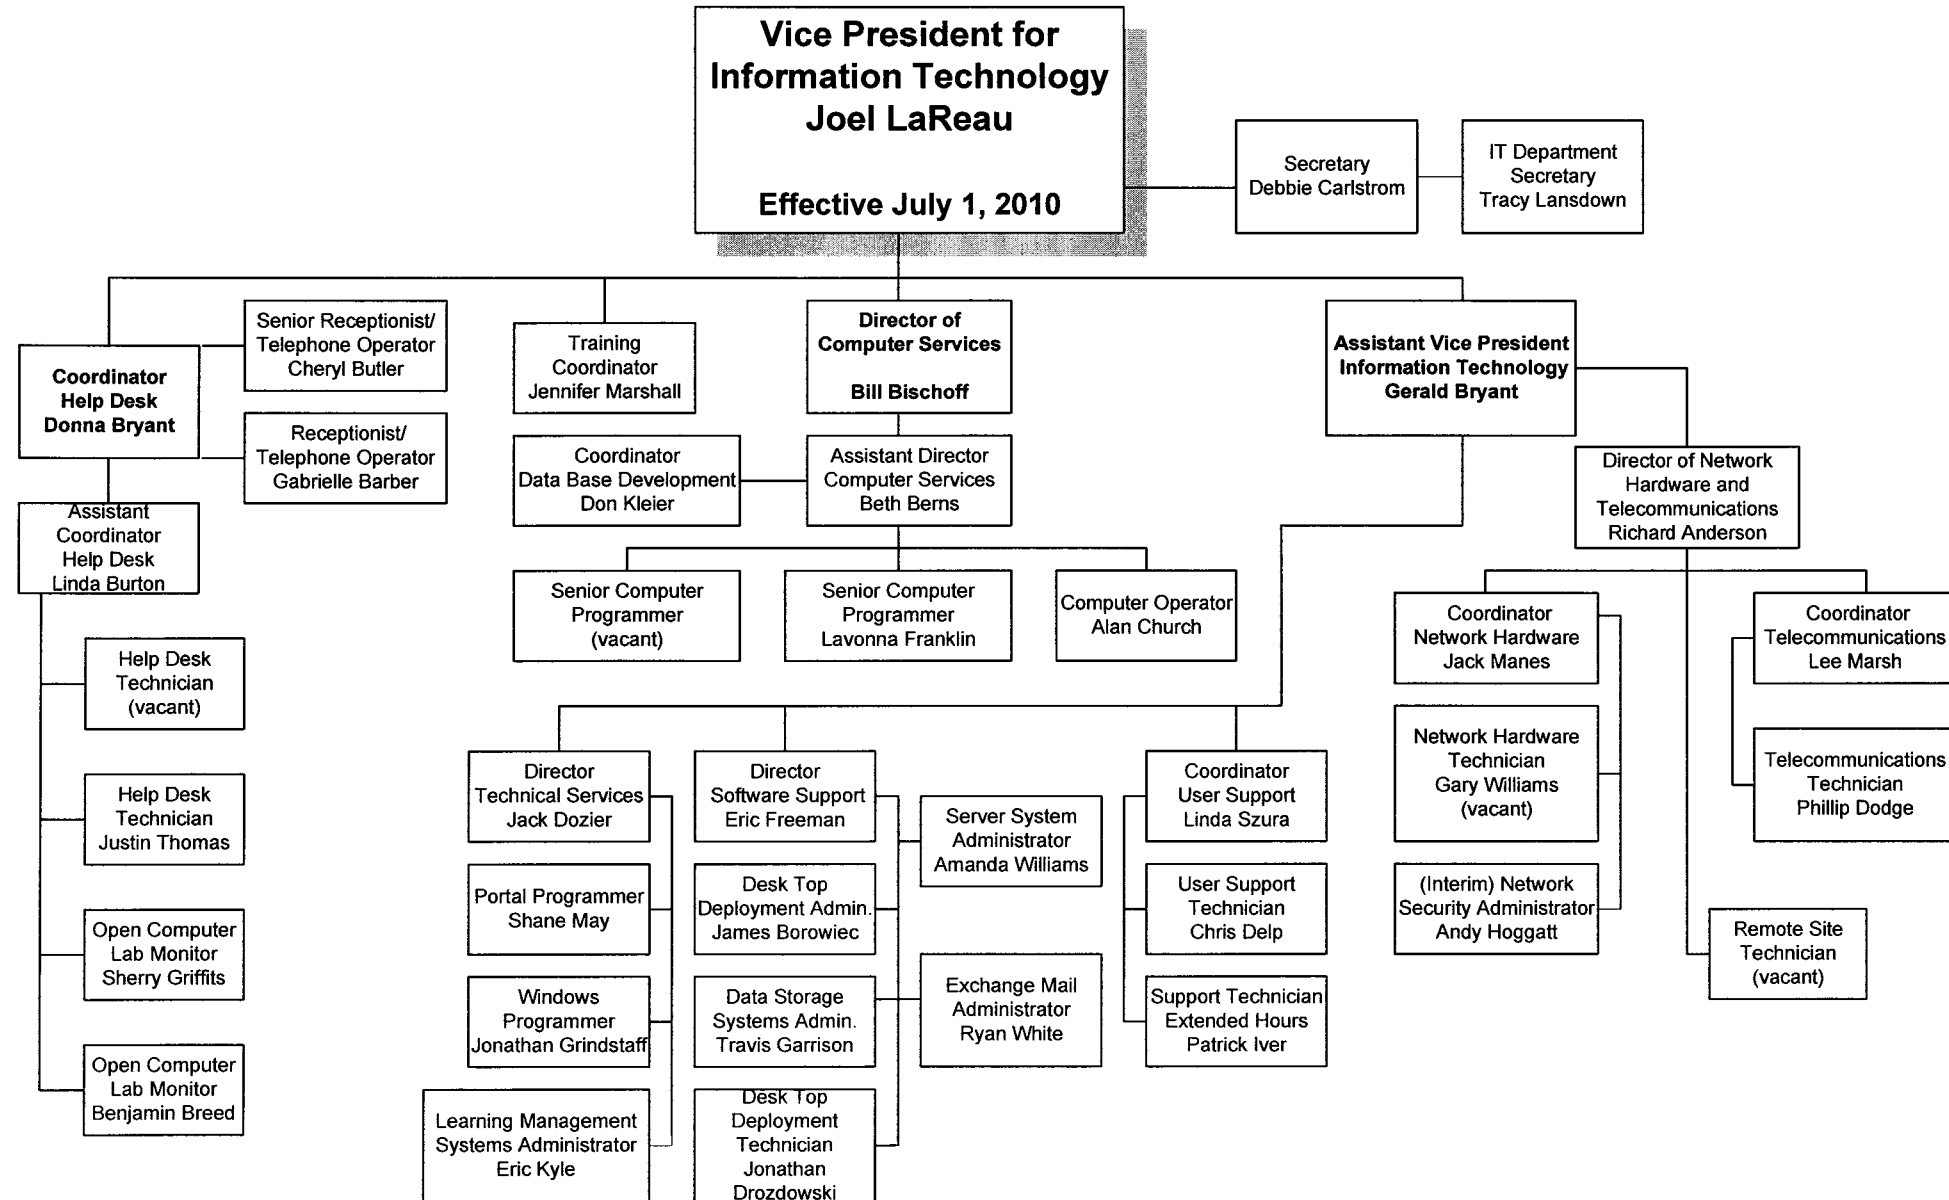 Vice President for
Information Technology
Joel LaReau
Effective July 1, 2010
Secretary
Debbie Carlstrom
IT Department
Secretary
Tracy Lansdown
Coordinator
Help Desk
Donna Bryant
Senior Receptionist/
Telephone Operator
Cheryl Butler
Receptionist/
Telephone Operator
Gabrielle Barber
Assistant
Coordinator
Help Desk
Linda Burton
Help Desk
Technician
(vacant)
Help Desk
Technician
Justin Thomas
Open Computer
Lab Monitor
Sherry Griffits
Open Computer
Lab Monitor
Benjamin Breed
Training
Coordinator
Jennifer Marshall
Director of
Computer Services
Bill Bischoff
Coordinator
Data Base Development
Don Kleier
Assistant Director
Computer Services
Beth Berns
Senior Computer
Programmer
(vacant)
Senior Computer
Programmer
Lavonna Franklin
Computer Operator
Alan Church
Assistant Vice President
Information Technology
Gerald Bryant
Director
Technical Services
Jack Dozier
Portal Programmer
Shane May
Windows
Programmer
Jonathan Grindstaff
Learning Management
Systems Administrator
Eric Kyle
Director
Software Support
Eric Freeman
Server System
Administrator
Amanda Williams
Desk Top
Deployment Admin.
James Borowiec
Data Storage
Systems Admin.
Travis Garrison
Exchange Mail
Administrator
Ryan White
Desk Top
Deployment
Technician
Jonathan
Drozdowski
Coordinator
User Support
Linda Szura
User Support
Technician
Chris Delp
Support Technician
Extended Hours
Patrick Iver
Director of Network
Hardware and
Telecommunications
Richard Anderson
Coordinator
Network Hardware
Jack Manes
Network Hardware
Technician
Gary Williams
(vacant)
(Interim) Network
Security Administrator
Andy Hoggatt
Coordinator
Telecommunications
Lee Marsh
Telecommunications
Technician
Phillip Dodge
Remote Site
Technician
(vacant)